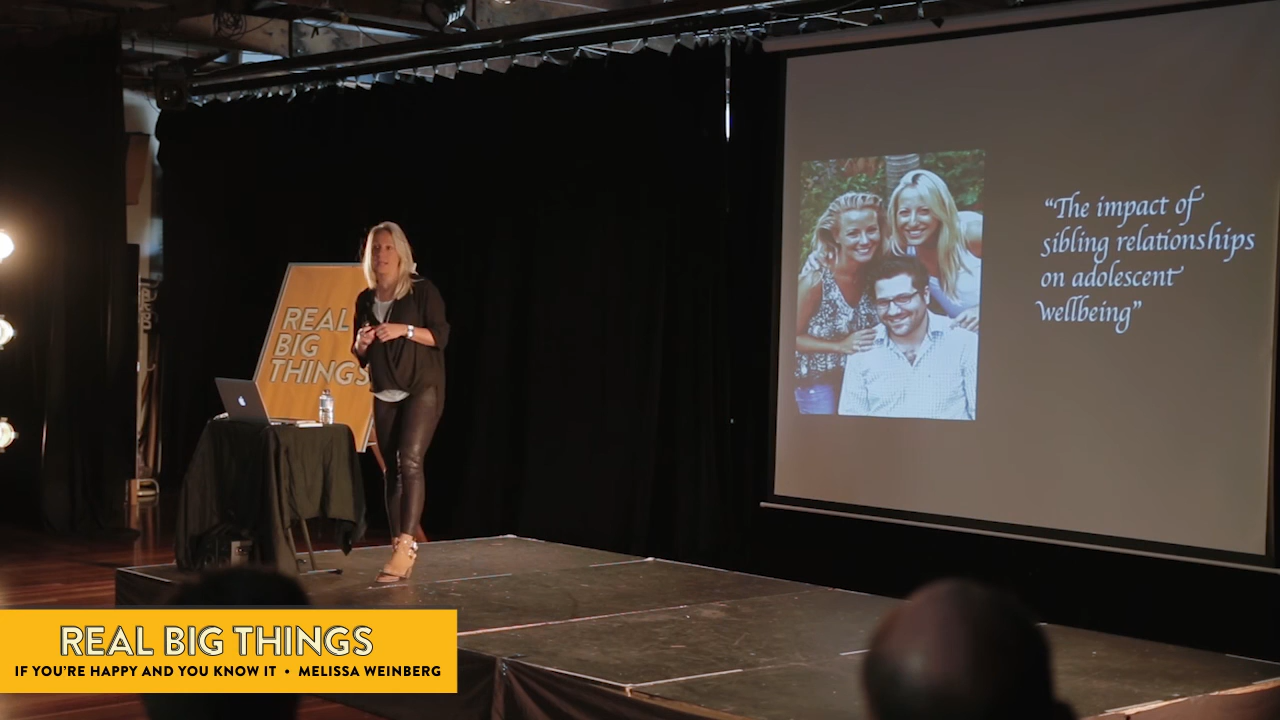 REAL
BIG
THINGS
“The impact of
sibling relationships
on adolescent
wellbeing”
REAL BIG THINGS
IF YOU’RE HAPPY AND YOU KNOW IT • MELISSA WEINBERG